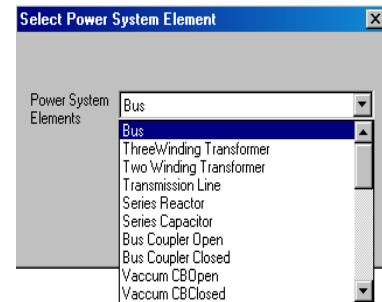 Select Power System Element
Power System
Elements
Bus
Bus
ThreeWinding Transformer
Two Winding Transformer
Transmission Line
Series Reactor
Series Capacitor
Bus Coupler Open
Bus Coupler Closed
Vaccum CBOpen
Vaccum CBClosed